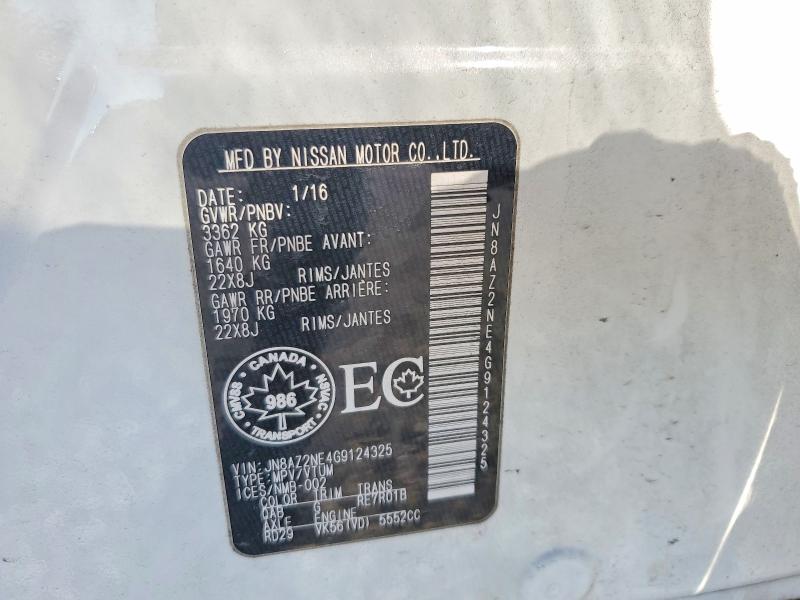 MFD BY NISSAN MOTOR CO.,LTD.
DATE: 1/16
GVWR/PNBV:
3362 KG
GAWR FR/PNBE AVANT:
1640 KG
22X8J RIMS/JANTES
GAWR RR/PNBE ARRIÈRE:
1970 KG
22X8J RIMS/JANTES
CANADA
CMVSS NSVAC
986
TRANSPORT
EC
VIN:JN8AZ2NE4G9124325
TYPE:MPV/VTUM
ICES/NMB-002
COLOR TRIM TRANS
QAB G RE7R01B
AXLE ENGINE
RD29 VK56(VD) 5552CC
JN8AZ2NE4G9124325